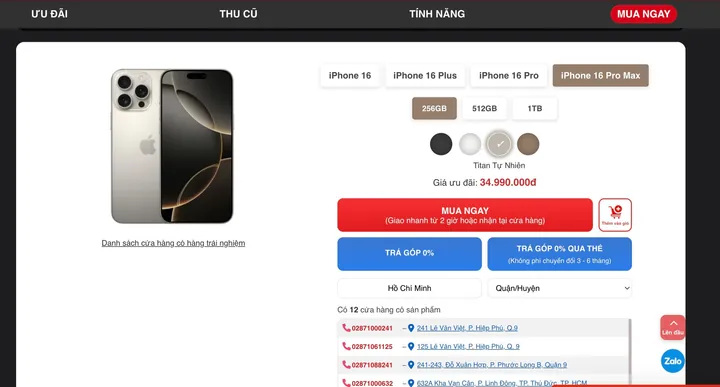 ƯU ĐÃI
THU CŨ
TÍNH NĂNG
MUA NGAY
iPhone 16
iPhone 16 Plus
iPhone 16 Pro
iPhone 16 Pro Max
256GB
512GB
1TB
Titan Tự Nhiên
Giá ưu đãi: 34.990.000đ
MUA NGAY
(Giao nhanh từ 2 giờ hoặc nhận tại cửa hàng)
Thêm vào giỏ
Danh sách cửa hàng có hàng trải nghiệm
TRẢ GÓP 0%
TRẢ GÓP 0% QUA THẺ
(Không phí chuyển đổi 3 - 6 tháng)
Hồ Chí Minh
Quận/Huyện
Có 12 cửa hàng có sản phẩm
02871000241 – 241 Lê Văn Việt, P. Hiệp Phú, Q.9
02871061125 – 125 Lê Văn Việt, P. Hiệp Phú, Q. 9
02871088241 – 241-243, Đỗ Xuân Hợp, P. Phước Long B, Quận 9
02871000632 – 632A Kha Vạn Cân, P. Linh Đông, TP. Thủ Đức, TP. HCM
Lên đầu
Zalo